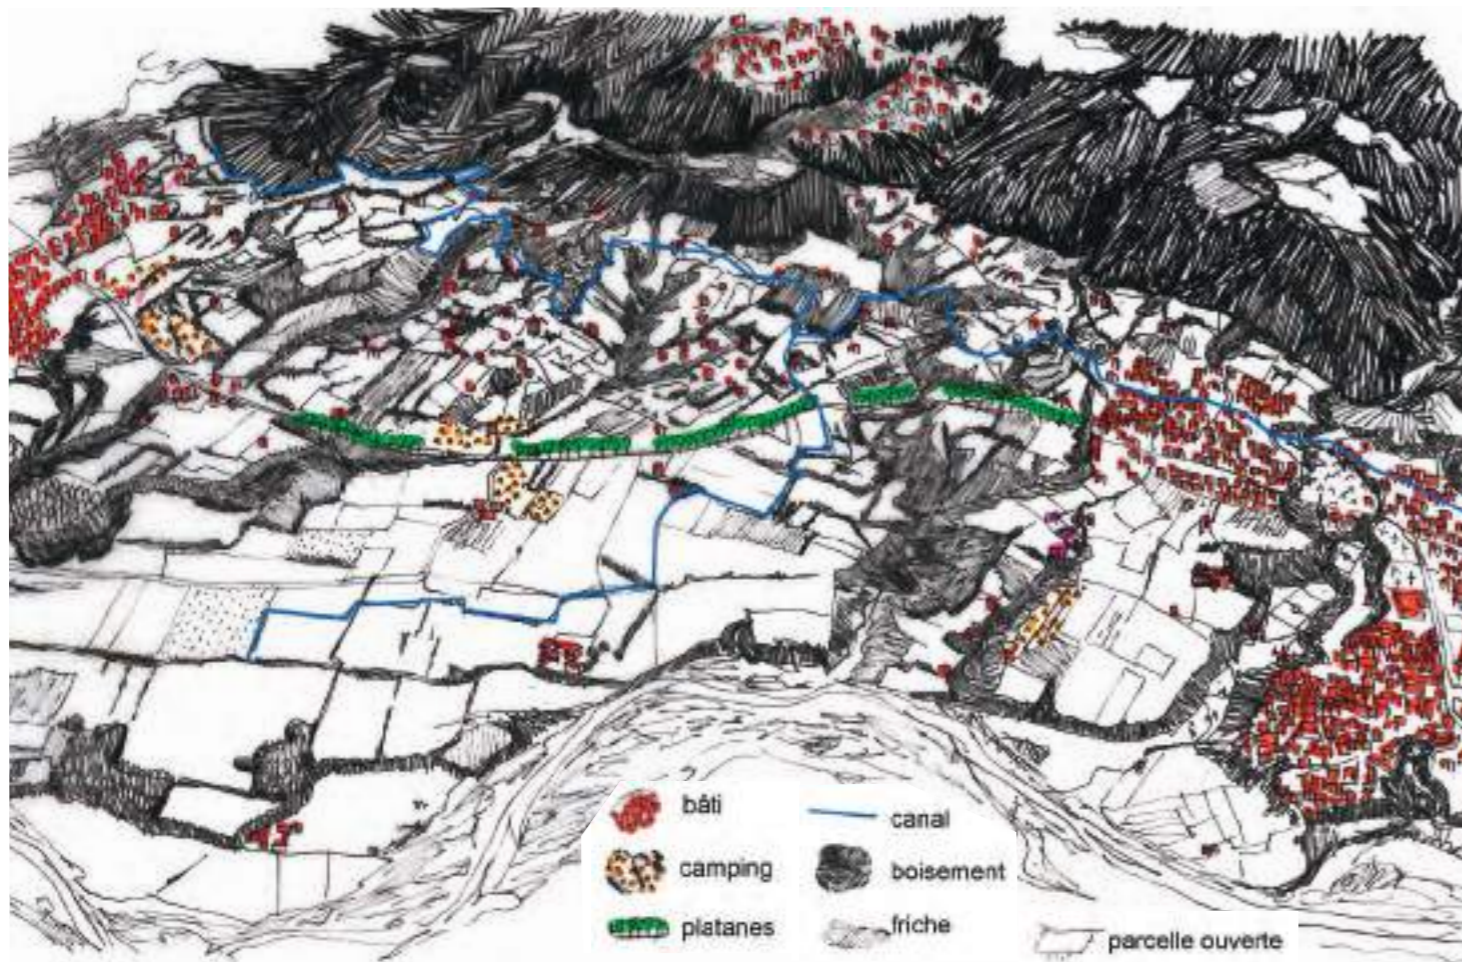 bâti
canal
camping
boisement
platanes
friche
parcelle ouverte